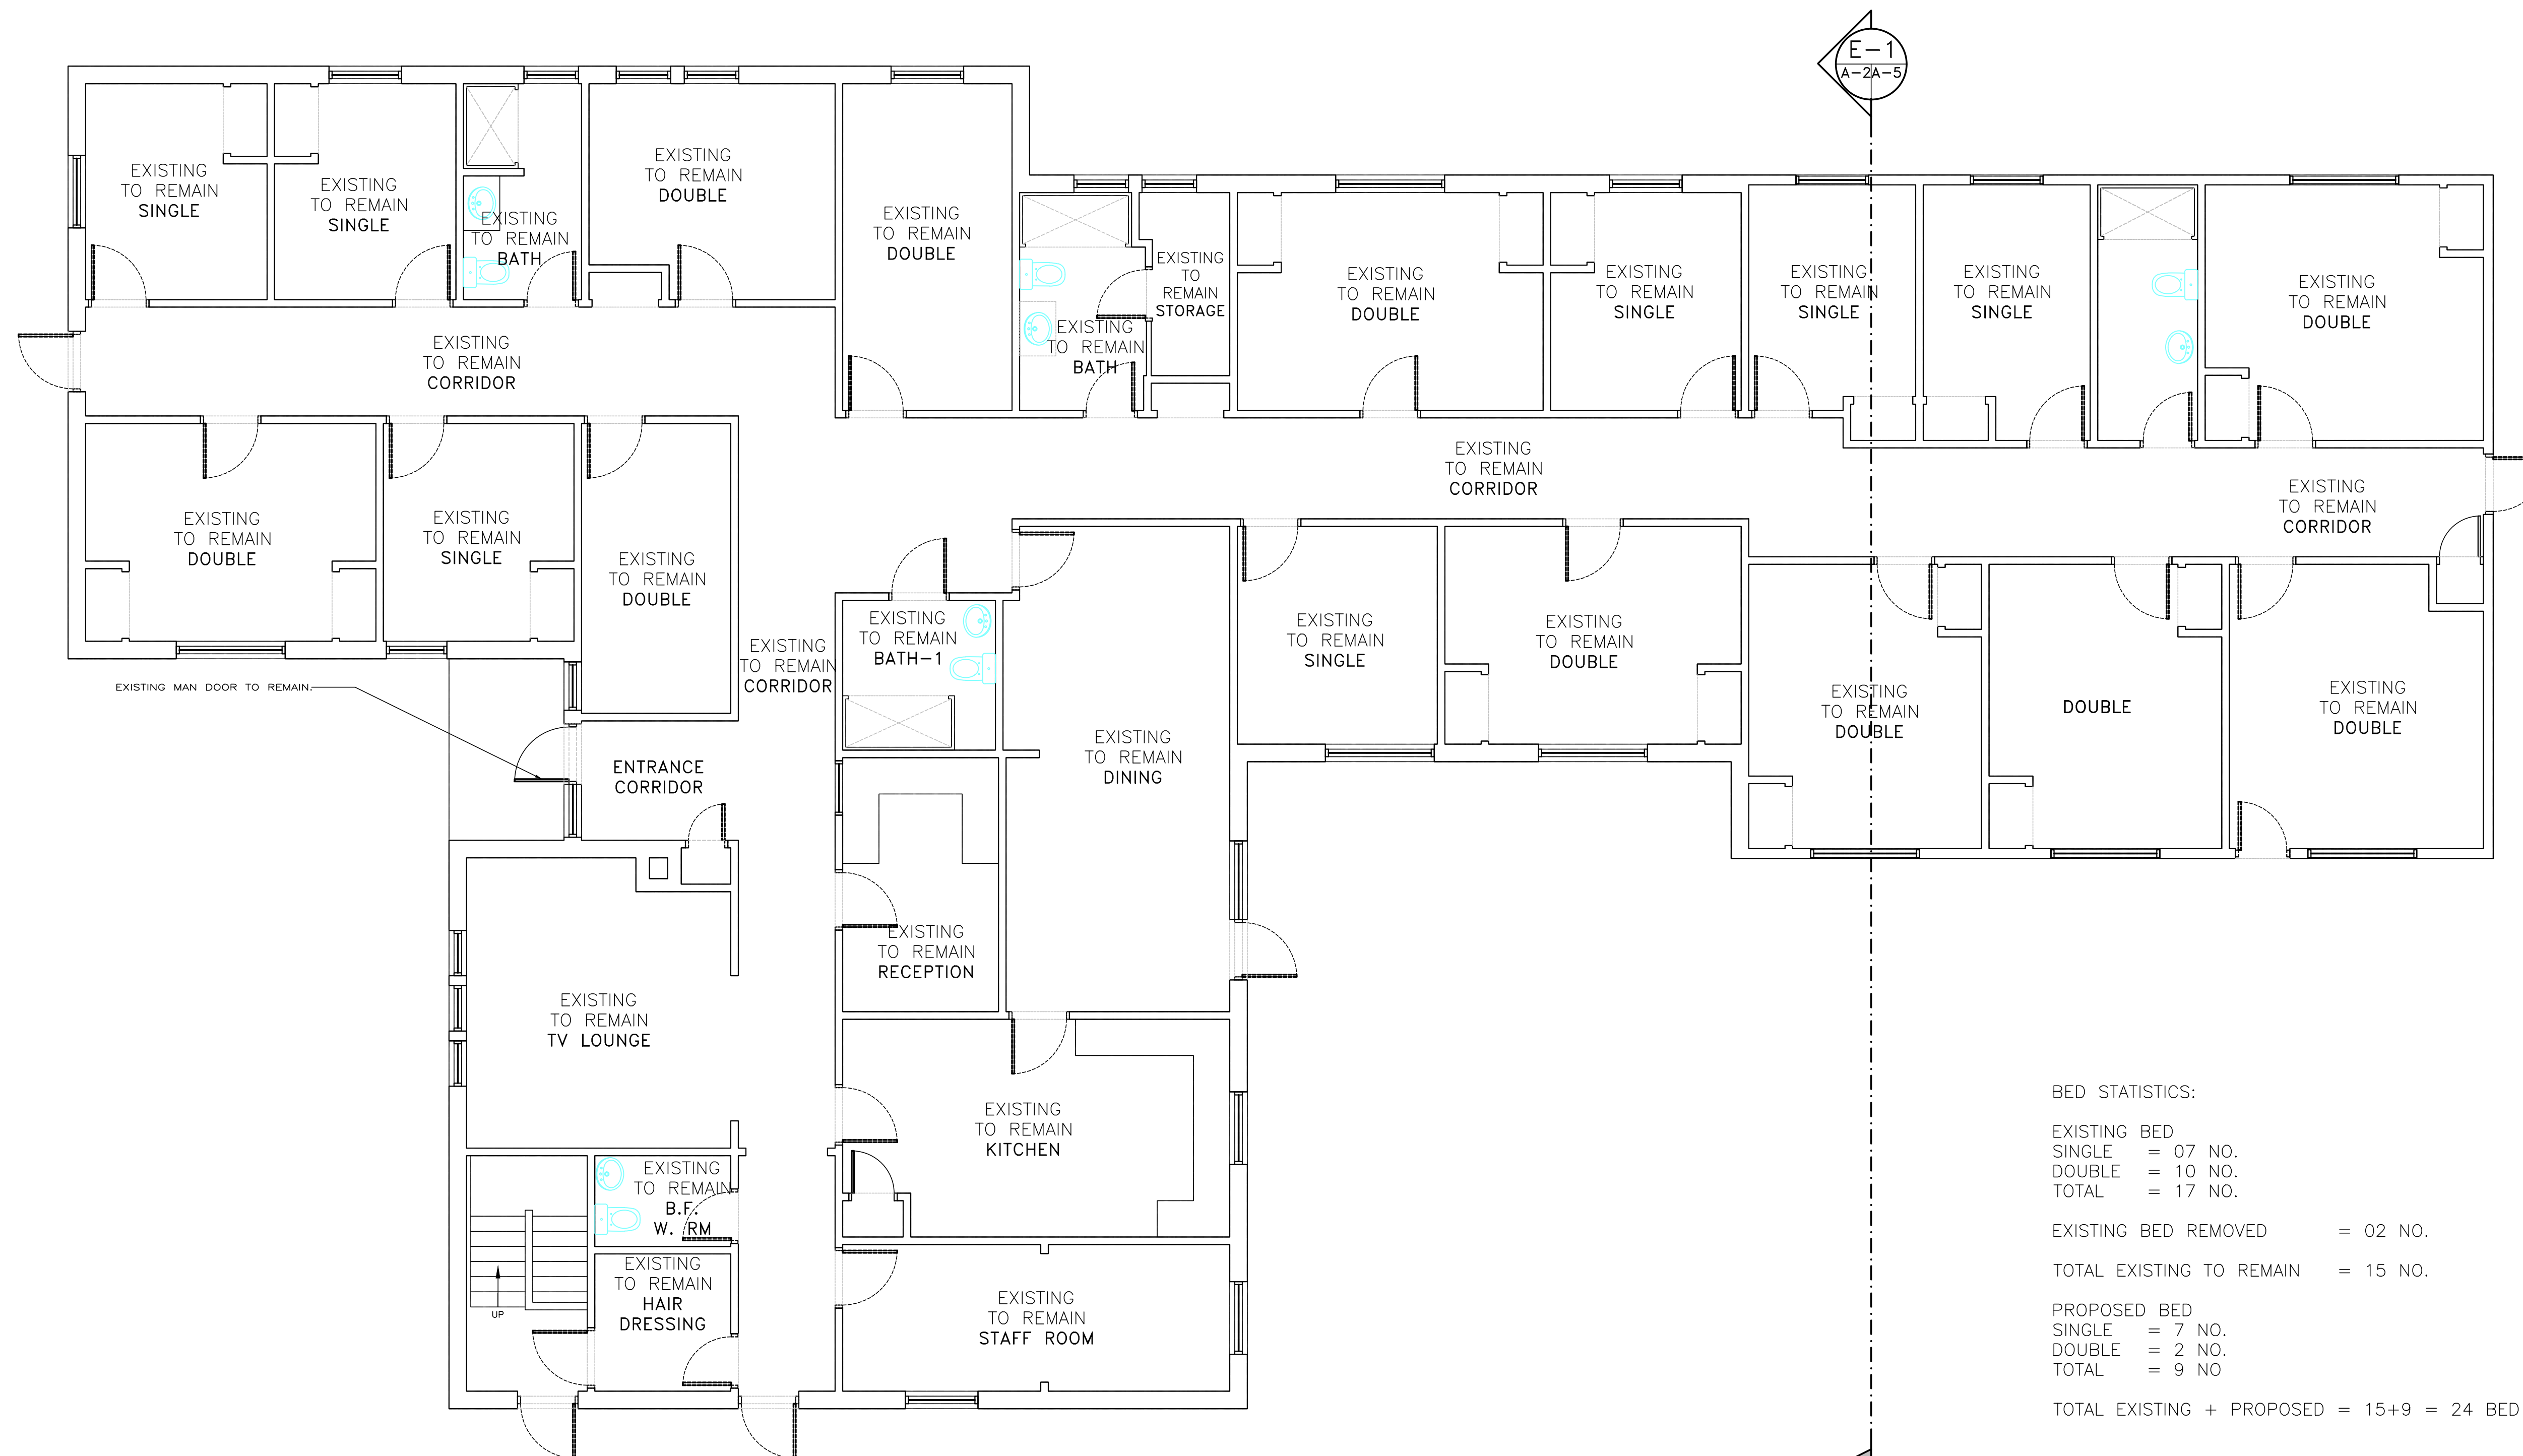 E-1
A-2 A-5
EXISTING
TO REMAIN
SINGLE
EXISTING
TO REMAIN
SINGLE
EXISTING
TO REMAIN
BATH
EXISTING
TO REMAIN
DOUBLE
EXISTING
TO REMAIN
DOUBLE
EXISTING
TO REMAIN
BATH
EXISTING
TO
REMAIN
STORAGE
EXISTING
TO REMAIN
DOUBLE
EXISTING
TO REMAIN
SINGLE
EXISTING
TO REMAIN
SINGLE
EXISTING
TO REMAIN
SINGLE
EXISTING
TO REMAIN
DOUBLE
EXISTING
TO REMAIN
CORRIDOR
EXISTING
TO REMAIN
CORRIDOR
EXISTING
TO REMAIN
CORRIDOR
EXISTING
TO REMAIN
DOUBLE
EXISTING
TO REMAIN
SINGLE
EXISTING
TO REMAIN
DOUBLE
EXISTING
TO REMAIN
CORRIDOR
EXISTING
TO REMAIN
BATH-1
EXISTING
TO REMAIN
DINING
EXISTING
TO REMAIN
SINGLE
EXISTING
TO REMAIN
DOUBLE
EXISTING
TO REMAIN
DOUBLE
DOUBLE
EXISTING
TO REMAIN
DOUBLE
EXISTING MAN DOOR TO REMAIN.
ENTRANCE
CORRIDOR
EXISTING
TO REMAIN
RECEPTION
EXISTING
TO REMAIN
TV LOUNGE
EXISTING
TO REMAIN
KITCHEN
EXISTING
TO REMAIN
B.F.
W. RM
EXISTING
TO REMAIN
HAIR
DRESSING
UP
EXISTING
TO REMAIN
STAFF ROOM
BED STATISTICS:
EXISTING BED
SINGLE = 07 NO.
DOUBLE = 10 NO.
TOTAL = 17 NO.
EXISTING BED REMOVED = 02 NO.
TOTAL EXISTING TO REMAIN = 15 NO.
PROPOSED BED
SINGLE = 7 NO.
DOUBLE = 2 NO.
TOTAL = 9 NO
TOTAL EXISTING + PROPOSED = 15+9 = 24 BED